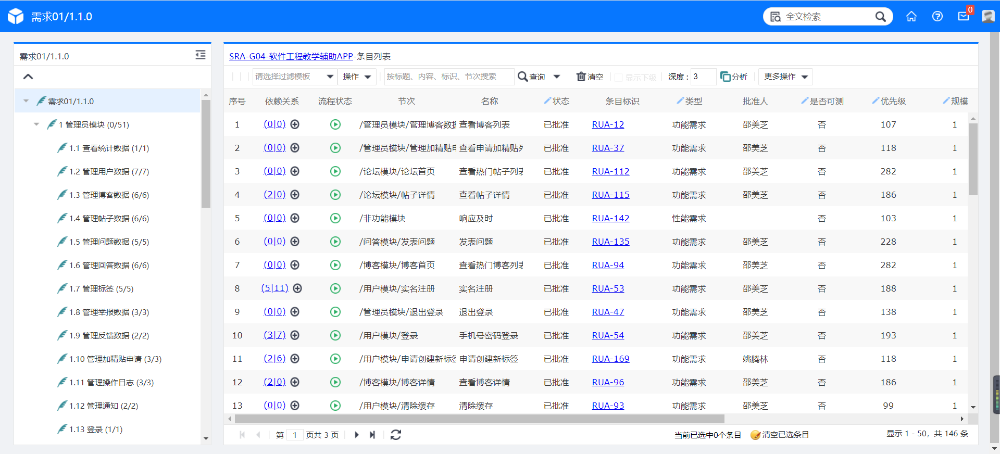 需求01/1.1.0
全文检索
0
需求01/1.1.0
需求01/1.1.0
1 管理员模块 (0/51)
1.1 查看统计数据 (1/1)
1.2 管理用户数据 (7/7)
1.3 管理博客数据 (6/6)
1.4 管理帖子数据 (6/6)
1.5 管理问题数据 (5/5)
1.6 管理回答数据 (6/6)
1.7 管理标签 (5/5)
1.8 管理举报数据 (3/3)
1.9 管理反馈数据 (2/2)
1.10 管理加精贴申请 (3/3)
1.11 管理操作日志 (3/3)
1.12 管理通知 (2/2)
1.13 登录 (1/1)
SRA-G04-软件工程教学辅助APP-条目列表
请选择过滤模板 操作 按标题、内容、标识、节次搜索 查询 清空 显示下级 深度： 3 分析 更多操作
序号 依赖关系 流程状态 节次 名称 状态 条目标识 类型 批准人 是否可测 优先级 规模
1 (0|0) /管理员模块/管理博客数据 查看博客列表 已批准 RUA-12 功能需求 邵美芝 否 107 1
2 (0|0) /管理员模块/管理加精贴申 查看申请加精贴列 已批准 RUA-37 功能需求 邵美芝 否 118 1
3 (0|0) /论坛模块/论坛首页 查看热门帖子列表 已批准 RUA-112 功能需求 邵美芝 否 282 1
4 (2|0) /论坛模块/帖子详情 查看帖子详情 已批准 RUA-115 功能需求 邵美芝 否 186 1
5 (0|0) /非功能模块 响应及时 已批准 RUA-142 性能需求 否 103 1
6 (0|0) /问答模块/发表问题 发表问题 已批准 RUA-135 功能需求 邵美芝 否 228 1
7 (0|0) /博客模块/博客首页 查看热门博客列表 已批准 RUA-94 功能需求 邵美芝 否 282 1
8 (5|11) /用户模块/实名注册 实名注册 已批准 RUA-53 功能需求 邵美芝 否 188 1
9 (0|0) /管理员模块/退出登录 退出登录 已批准 RUA-47 功能需求 邵美芝 否 138 1
10 (3|7) /用户模块/登录 手机号密码登录 已批准 RUA-54 功能需求 邵美芝 否 193 1
11 (2|6) /用户模块/申请创建新标签 申请创建新标签 已批准 RUA-169 功能需求 姚腾林 否 118 1
12 (2|0) /博客模块/博客详情 查看博客详情 已批准 RUA-96 功能需求 邵美芝 否 186 1
13 (0|0) /用户模块/清除缓存 清除缓存 已批准 RUA-93 功能需求 邵美芝 否 99 1
第 1 页共 3 页 当前已选中0个条目 清空已选条目 显示 1 - 50，共 146 条